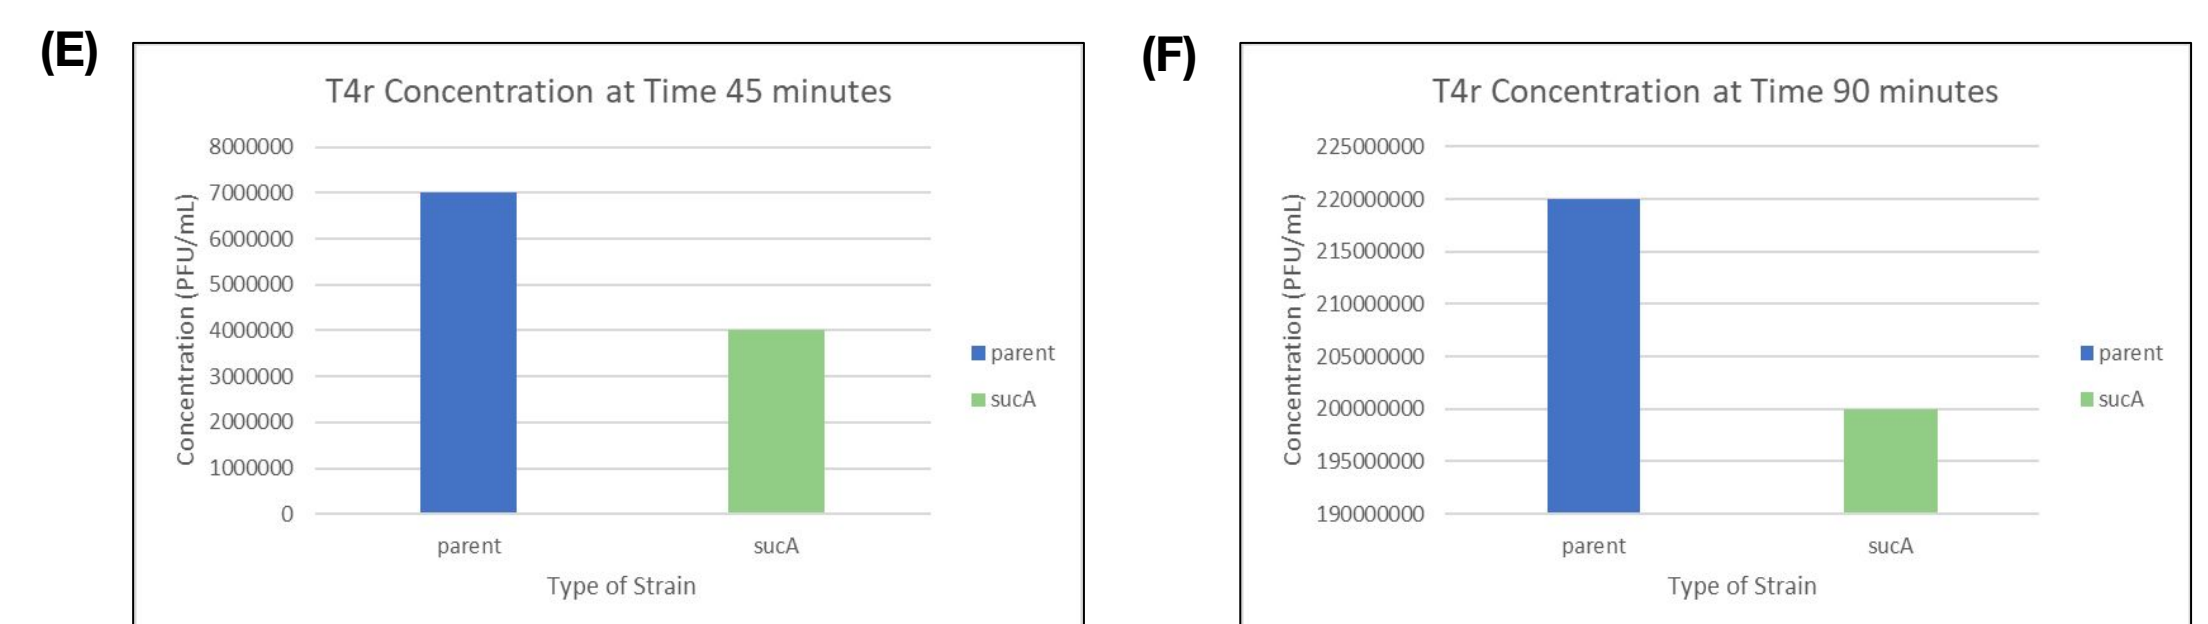 (E)
T4r Concentration at Time 45 minutes
Concentration (PFU/mL)
8000000
7000000
6000000
5000000
4000000
3000000
2000000
1000000
0
parent sucA
Type of Strain
parent
sucA
(F)
T4r Concentration at Time 90 minutes
Concentration (PFU/mL)
225000000
220000000
215000000
210000000
205000000
200000000
195000000
190000000
parent sucA
Type of Strain
parent
sucA